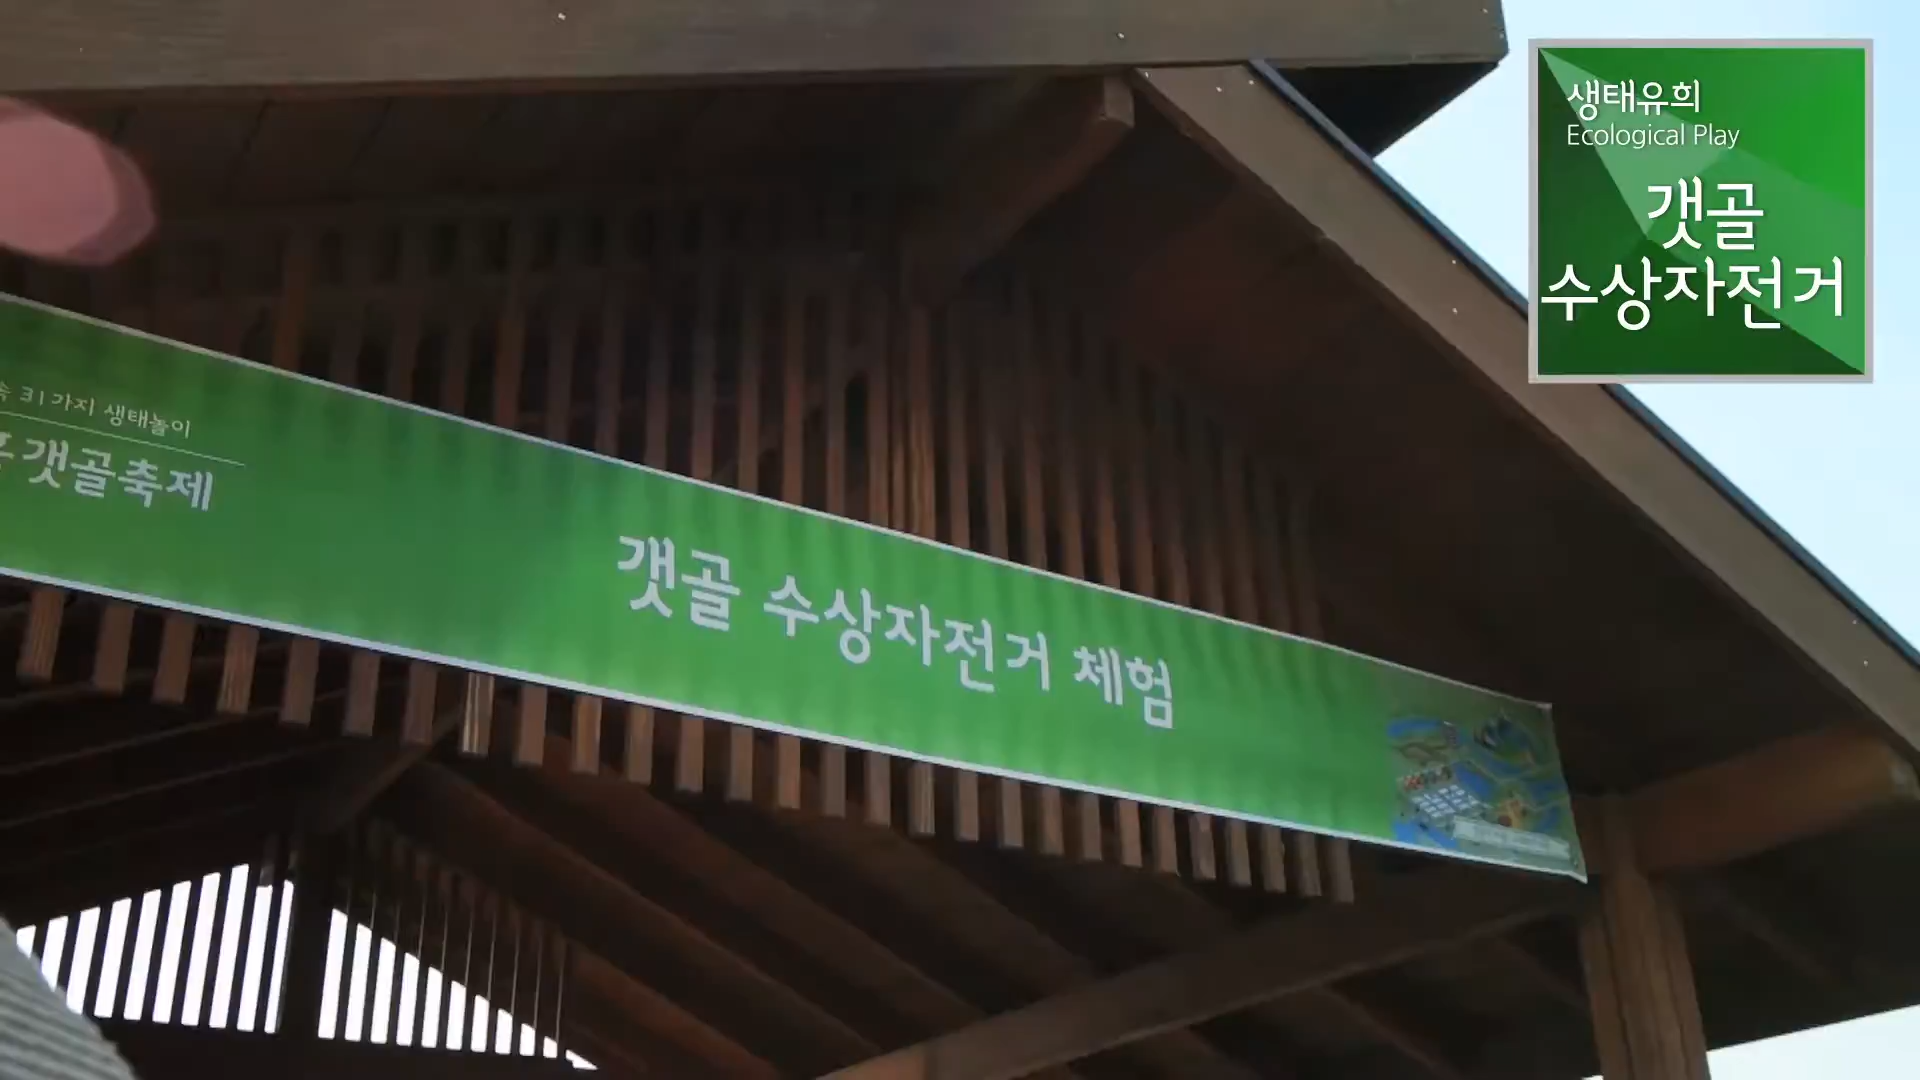 생태유희
Ecological Play
갯골
수상자전거
31가지 생태놀이
갯골축제
갯골 수상자전거 체험